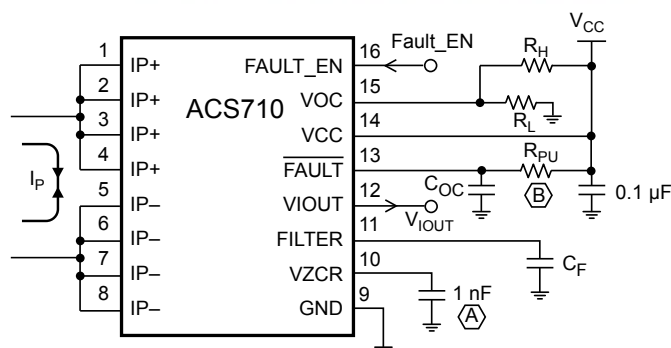 V_CC
R_H
Fault_EN
1 IP+ FAULT_EN 16
2 IP+ VOC 15
R_L
ACS710
3 IP+ VCC 14
4 IP+ FAULT 13
R_PU
B
I_P
C_OC
0.1 µF
5 IP– VIOUT 12
V_IOUT
6 IP– FILTER 11
C_F
7 IP– VZCR 10
1 nF
A
8 IP– GND 9